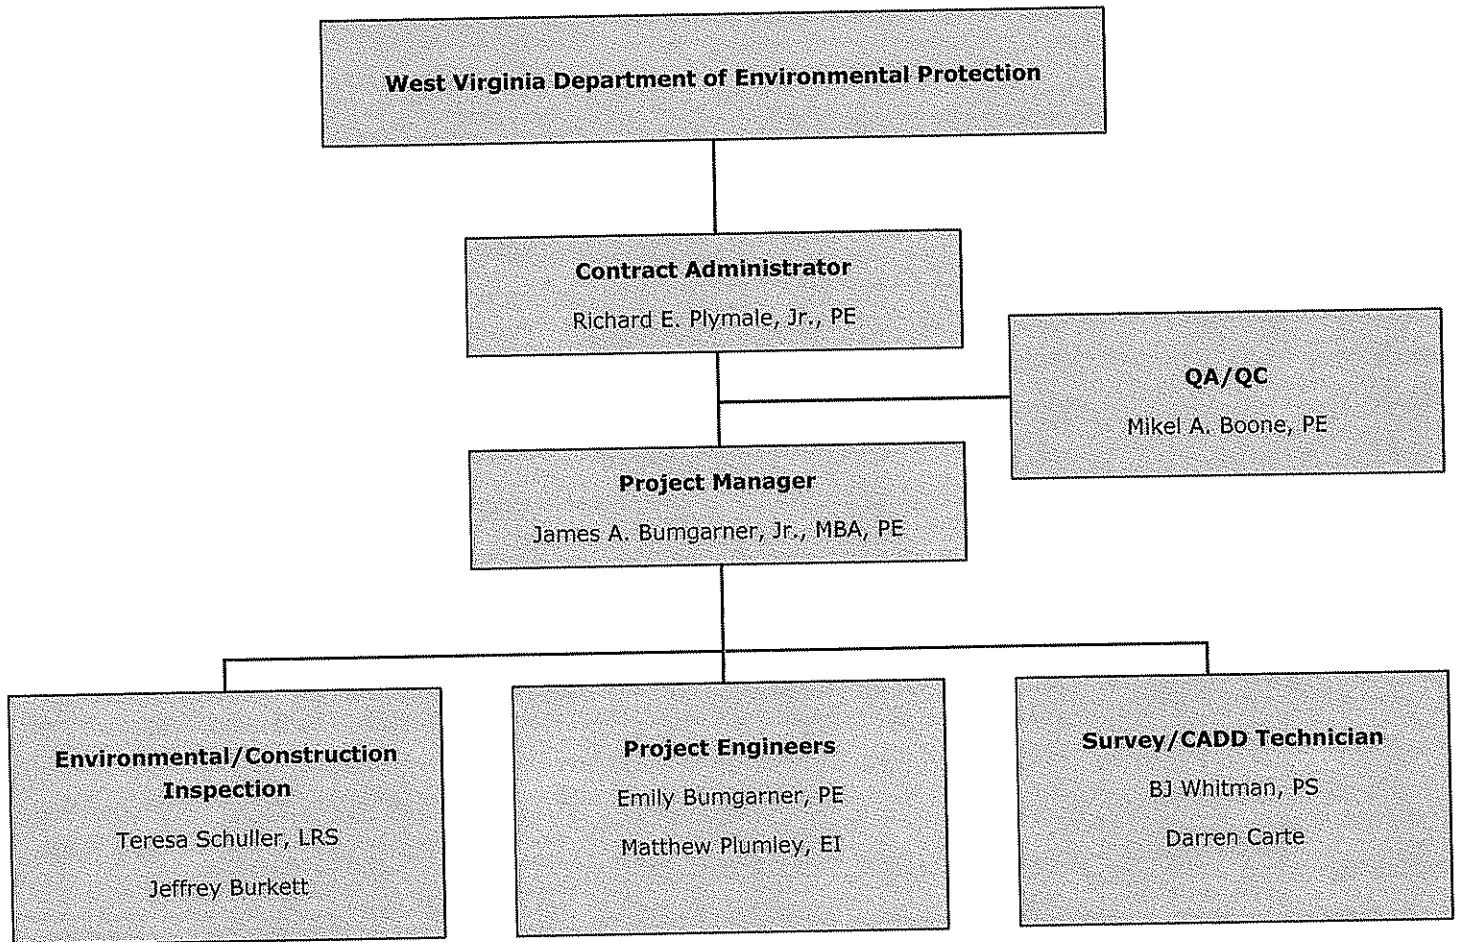 West Virginia Department of Environmental Protection
Contract Administrator
Richard E. Plymale, Jr., PE
QA/QC
Mikel A. Boone, PE
Project Manager
James A. Bumgarner, Jr., MBA, PE
Environmental/Construction
Inspection
Teresa Schuller, LRS
Jeffrey Burkett
Project Engineers
Emily Bumgarner, PE
Matthew Plumley, EI
Survey/CADD Technician
BJ Whitman, PS
Darren Carte